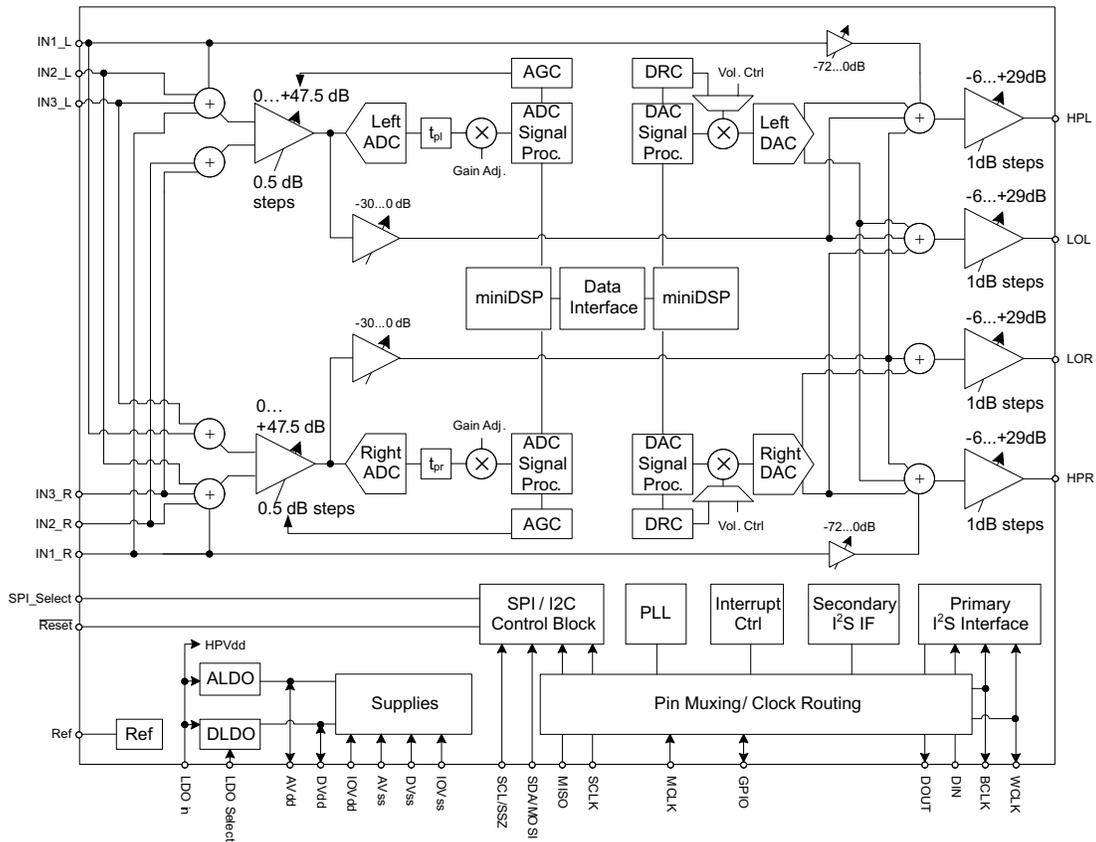 IN1_L
-72...0dB
IN2_L
IN3_L
0…+47.5 dB
AGC
DRC
Vol. Ctrl
-6...+29dB
Left
ADC
tpl
Gain Adj.
ADC
Signal
Proc.
DAC
Signal
Proc.
Left
DAC
HPL
1dB steps
0.5 dB
steps
-30...0 dB
-6...+29dB
LOL
1dB steps
miniDSP
Data
Interface
miniDSP
-30...0 dB
-6...+29dB
LOR
1dB steps
0…
+47.5 dB
Gain Adj.
Right
ADC
tpr
ADC
Signal
Proc.
DAC
Signal
Proc.
Right
DAC
-6...+29dB
HPR
1dB steps
IN3_R
0.5 dB steps
IN2_R
AGC
DRC
Vol. Ctrl
-72...0dB
IN1_R
SPI_Select
Reset
SPI / I2C
Control Block
PLL
Interrupt
Ctrl
Secondary
I2S IF
Primary
I2S Interface
HPVdd
ALDO
Supplies
Pin Muxing/ Clock Routing
Ref
Ref
DLDO
LDO in
LDO Select
AVdd
DVdd
IOVdd
AVss
DVss
IOVss
SCL/SSZ
SDA/MOSI
MISO
SCLK
MCLK
GPIO
DOUT
DIN
BCLK
WCLK